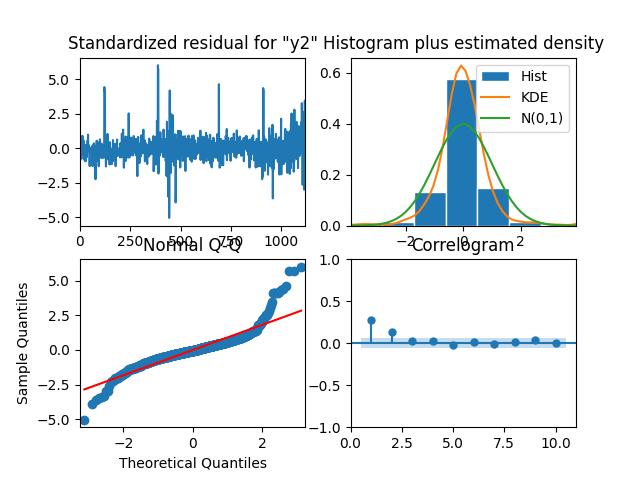 Standardized residual for "y2"
5.0
2.5
0.0
−2.5
−5.0
0 250 500 750 1000
Histogram plus estimated density
0.6
0.4
0.2
0.0
Hist
KDE
N(0,1)
−2 0 2
Normal Q-Q
Sample Quantiles
5.0
2.5
0.0
−2.5
−5.0
−2 0 2
Theoretical Quantiles
Correlogram
1.0
0.5
0.0
−0.5
−1.0
0.0 2.5 5.0 7.5 10.0